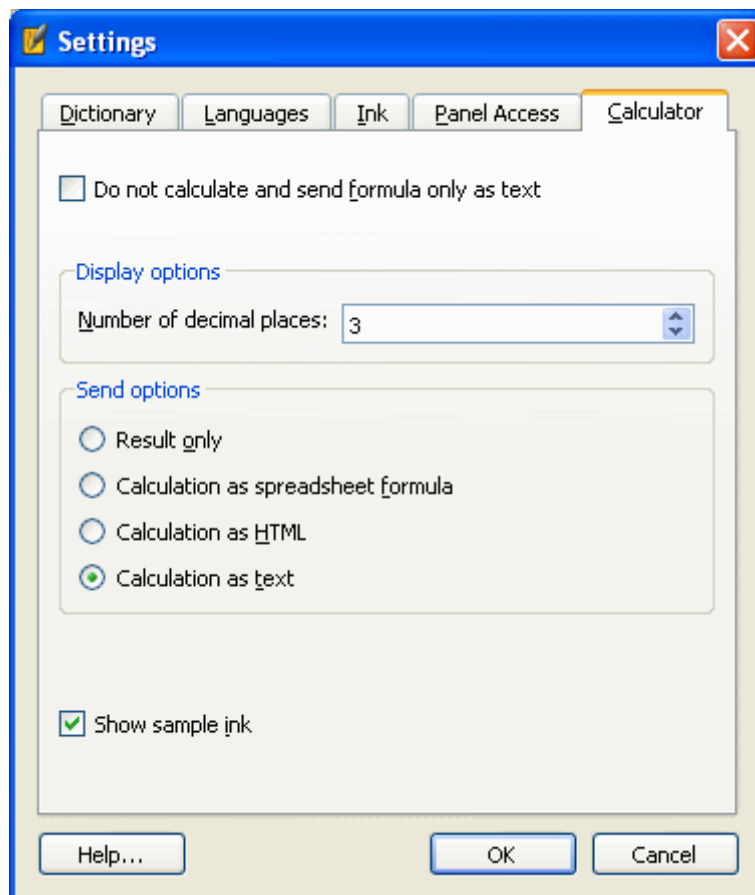 Settings
Dictionary Languages Ink Panel Access Calculator
Do not calculate and send formula only as text
Display options
Number of decimal places: 3
Send options
Result only
Calculation as spreadsheet formula
Calculation as HTML
Calculation as text
Show sample ink
Help... OK Cancel